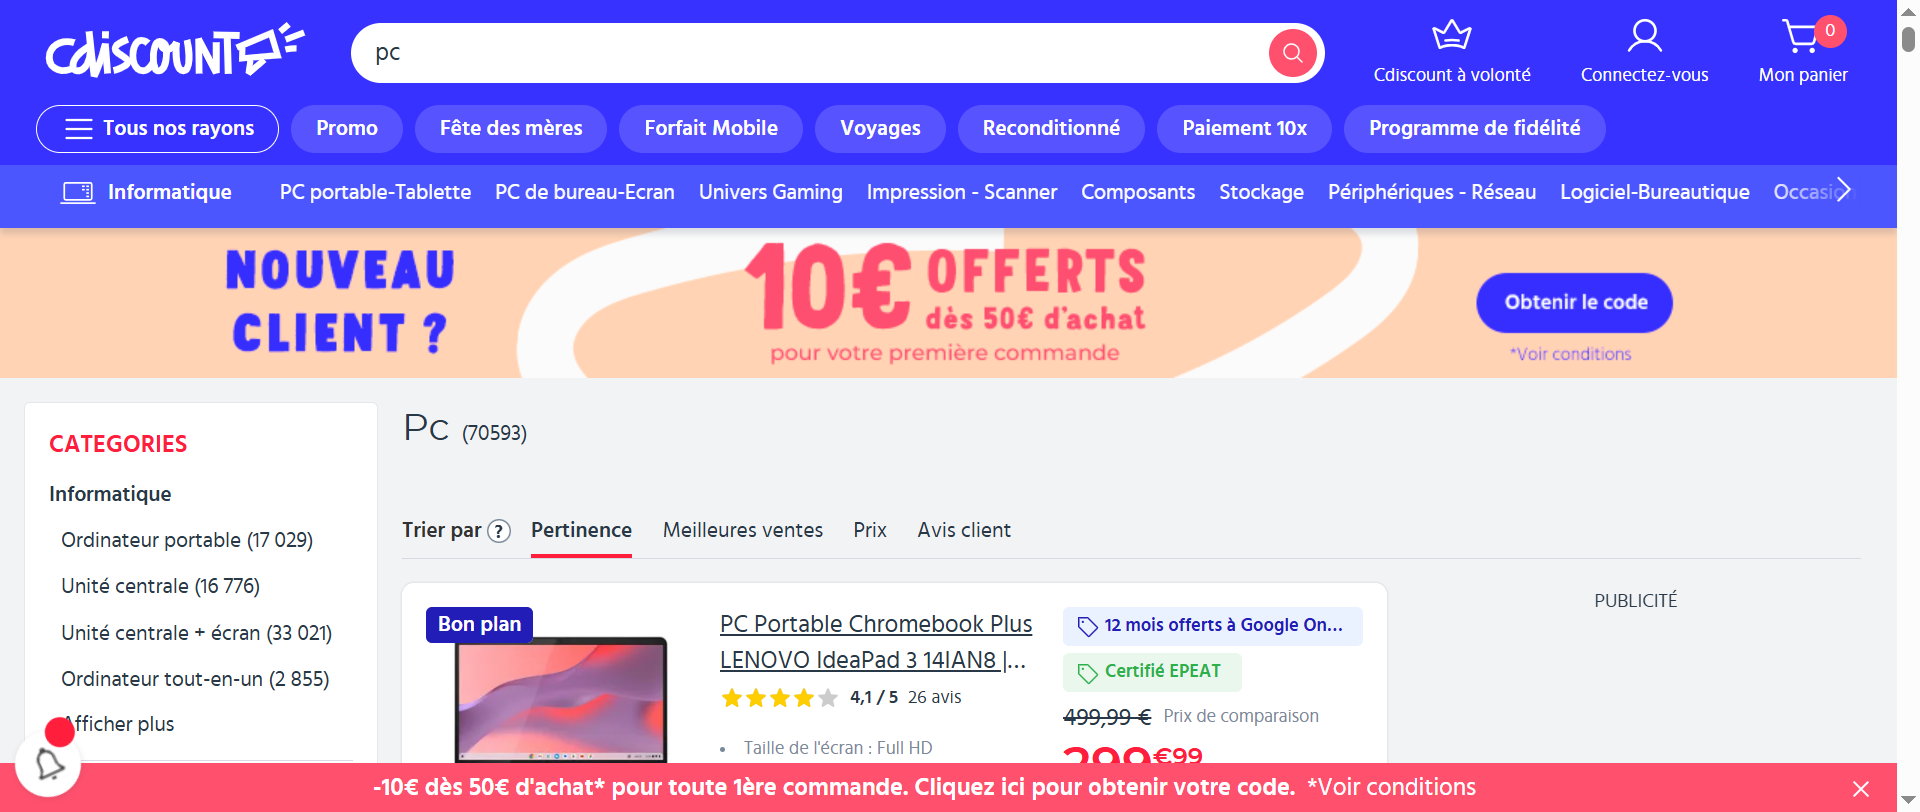 cdiscount
pc
Cdiscount à volonté
Connectez-vous
0
Mon panier
Tous nos rayons
Promo
Fête des mères
Forfait Mobile
Voyages
Reconditionné
Paiement 10x
Programme de fidélité
Informatique
PC portable-Tablette
PC de bureau-Ecran
Univers Gaming
Impression - Scanner
Composants
Stockage
Périphériques - Réseau
Logiciel-Bureautique
NOUVEAU
CLIENT ?
10€ OFFERTS
dès 50€ d'achat
pour votre première commande
Obtenir le code
*Voir conditions
CATEGORIES
Informatique
Ordinateur portable (17 029)
Unité centrale (16 776)
Unité centrale + écran (33 021)
Ordinateur tout-en-un (2 855)
Afficher plus
Pc (70593)
Trier par ?
Pertinence
Meilleures ventes
Prix
Avis client
Bon plan
PC Portable Chromebook Plus
LENOVO IdeaPad 3 14IAN8 |...
4,1 / 5 26 avis
Taille de l'écran : Full HD
12 mois offerts à Google On...
Certifié EPEAT
499,99 € Prix de comparaison
€99
PUBLICITÉ
-10€ dès 50€ d'achat* pour toute 1ère commande. Cliquez ici pour obtenir votre code. *Voir conditions